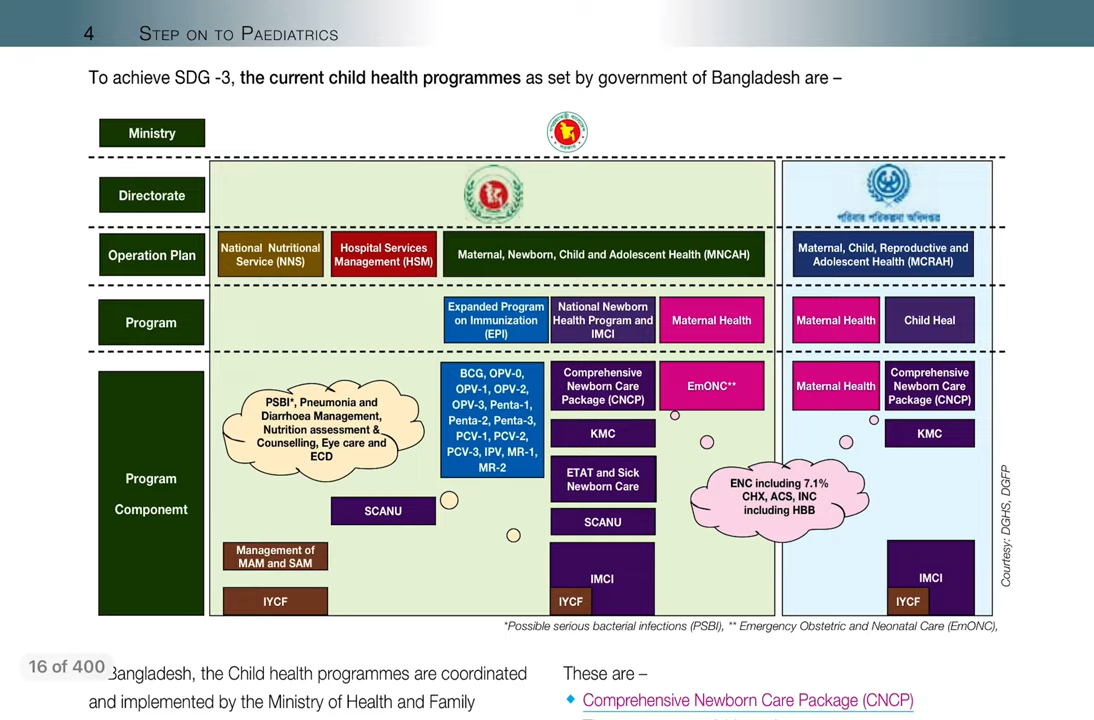 4 STEP ON TO PAEDIATRICS
To achieve SDG -3, the current child health programmes as set by government of Bangladesh are –
Ministry
Directorate
পরিবার পরিকল্পনা অধিদপ্তর
Operation Plan
National Nutritional
Service (NNS)
Hospital Services
Management (HSM)
Maternal, Newborn, Child and Adolescent Health (MNCAH)
Maternal, Child, Reproductive and
Adolescent Health (MCRAH)
Program
Expanded Program
on Immunization
(EPI)
National Newborn
Health Program and
IMCI
Maternal Health
Maternal Health
Child Heal
Program
Componemt
PSBI*, Pneumonia and
Diarrhoea Management,
Nutrition assessment &
Counselling, Eye care and
ECD
SCANU
Management of
MAM and SAM
IYCF
BCG, OPV-0,
OPV-1, OPV-2,
OPV-3, Penta-1,
Penta-2, Penta-3,
PCV-1, PCV-2,
PCV-3, IPV, MR-1,
MR-2
Comprehensive
Newborn Care
Package (CNCP)
KMC
ETAT and Sick
Newborn Care
SCANU
IMCI
IYCF
EmONC**
ENC including 7.1%
CHX, ACS, INC
including HBB
Maternal Health
Comprehensive
Newborn Care
Package (CNCP)
KMC
IMCI
IYCF
Courtesy: DGHS, DGFP
*Possible serious bacterial infections (PSBI), ** Emergency Obstetric and Neonatal Care (EmONC),
16 of 400
Bangladesh, the Child health programmes are coordinated
and implemented by the Ministry of Health and Family
These are –
Comprehensive Newborn Care Package (CNCP)